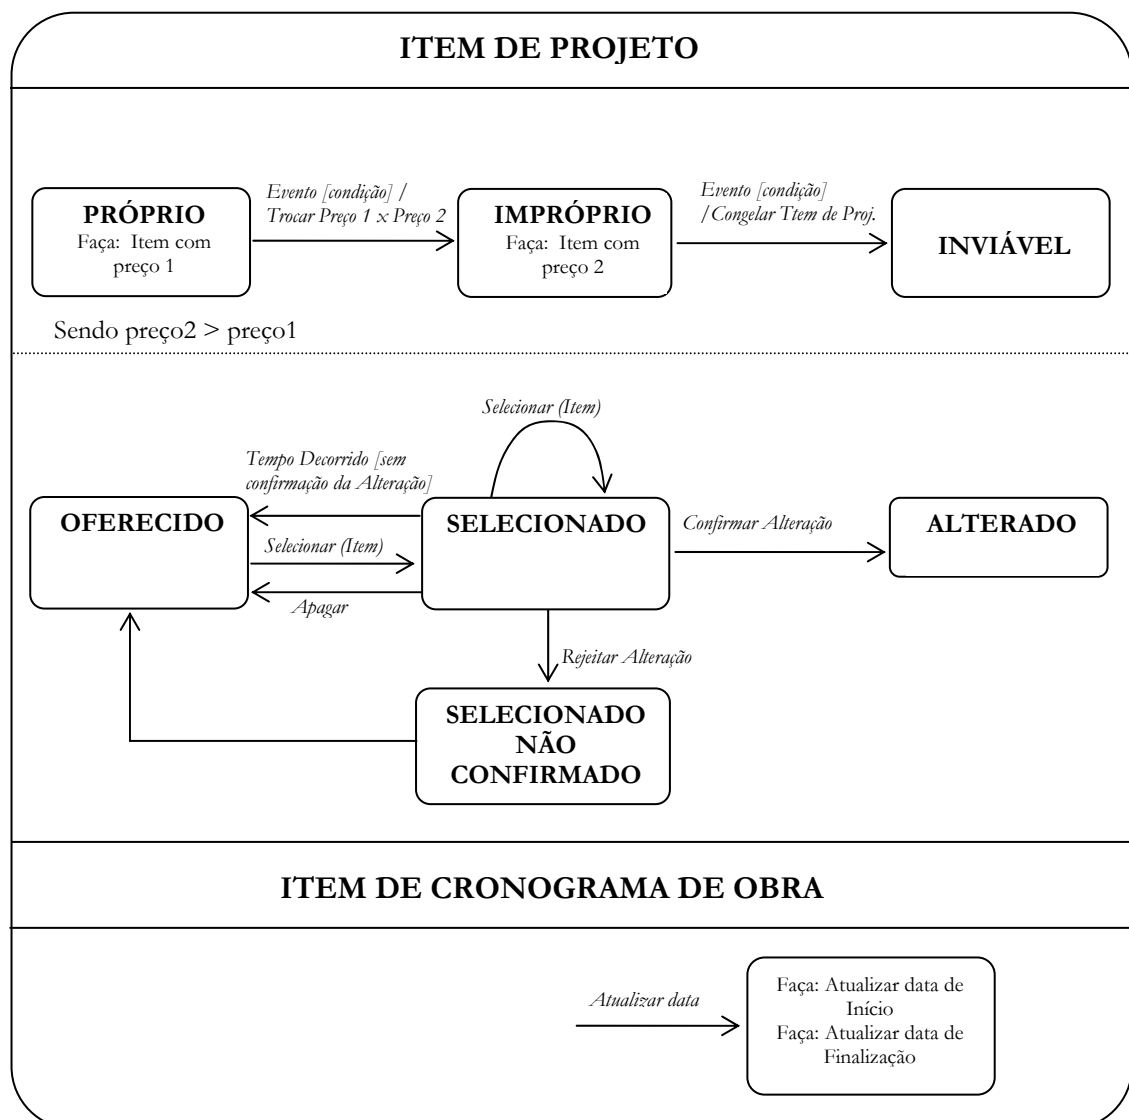 ITEM DE PROJETO
Evento [condição] /
Trocar Preço 1 x Preço 2
Evento [condição]
/Congelar Ttem de Proj.
PRÓPRIO
Faça: Item com
preço 1
IMPRÓPRIO
Faça: Item com
preço 2
INVIÁVEL
Sendo preço2 > preço1
Selecionar (Item)
Tempo Decorrido [sem
confirmação da Alteração]
OFERECIDO
SELECIONADO
Confirmar Alteração
ALTERADO
Selecionar (Item)
Apagar
Rejeitar Alteração
SELECIONADO
NÃO
CONFIRMADO
ITEM DE CRONOGRAMA DE OBRA
Atualizar data
Faça: Atualizar data de
Início
Faça: Atualizar data de
Finalização